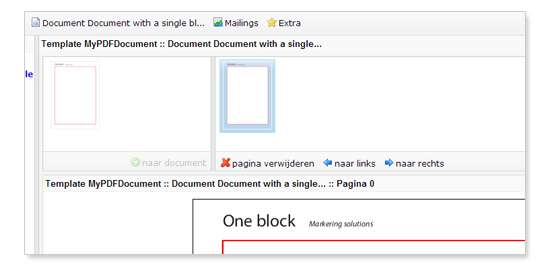 Document Document with a single bl... Mailings Extra
Template MyPDFDocument :: Document Document with a single...
le
naar document pagina verwijderen naar links naar rechts
Template MyPDFDocument :: Document Document with a single... :: Pagina 0
One block Markering solutions